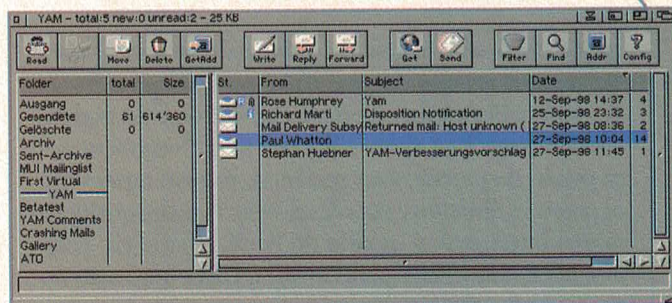 YAM - total:5 new:0 unread:2 - 25 KB
Read Move Delete GetAdd Write Reply Forward Get Send Filter Find Addr Config
Folder total Size St. From Subject Date
Ausgang 0 0
Gesendete 61 614'360
Gelöschte 0 0
Archiv
Sent-Archive
MUI Mailinglist
First Virtual
YAM
Betatest
YAM Comments
Crashing Mails
Gallery
ATO
Rose Humphrey Yam 12-Sep-98 14:37 4
Richard Marti Disposition Notification 25-Sep-98 23:32 3
Mail Delivery Subsy Returned mail: Host unknown ( 27-Sep-98 08:36 2
Paul Whatton 27-Sep-98 10:04 14
Stephan Huebner YAM-Verbesserungsvorschlag 27-Sep-98 11:45 1